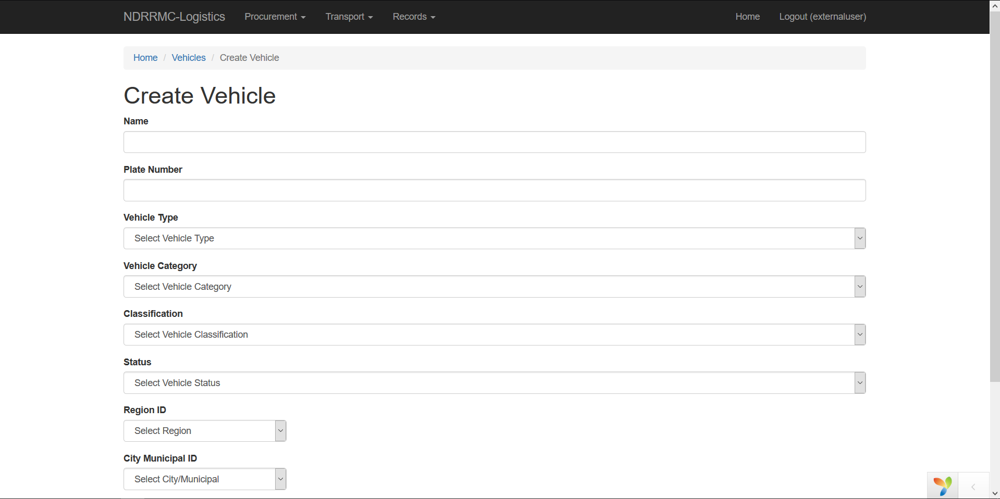 NDRRMC-Logistics Procurement Transport Records Home Logout (externaluser)
Home / Vehicles / Create Vehicle
Create Vehicle
Name
Plate Number
Vehicle Type
Select Vehicle Type
Vehicle Category
Select Vehicle Category
Classification
Select Vehicle Classification
Status
Select Vehicle Status
Region ID
Select Region
City Municipal ID
Select City/Municipal